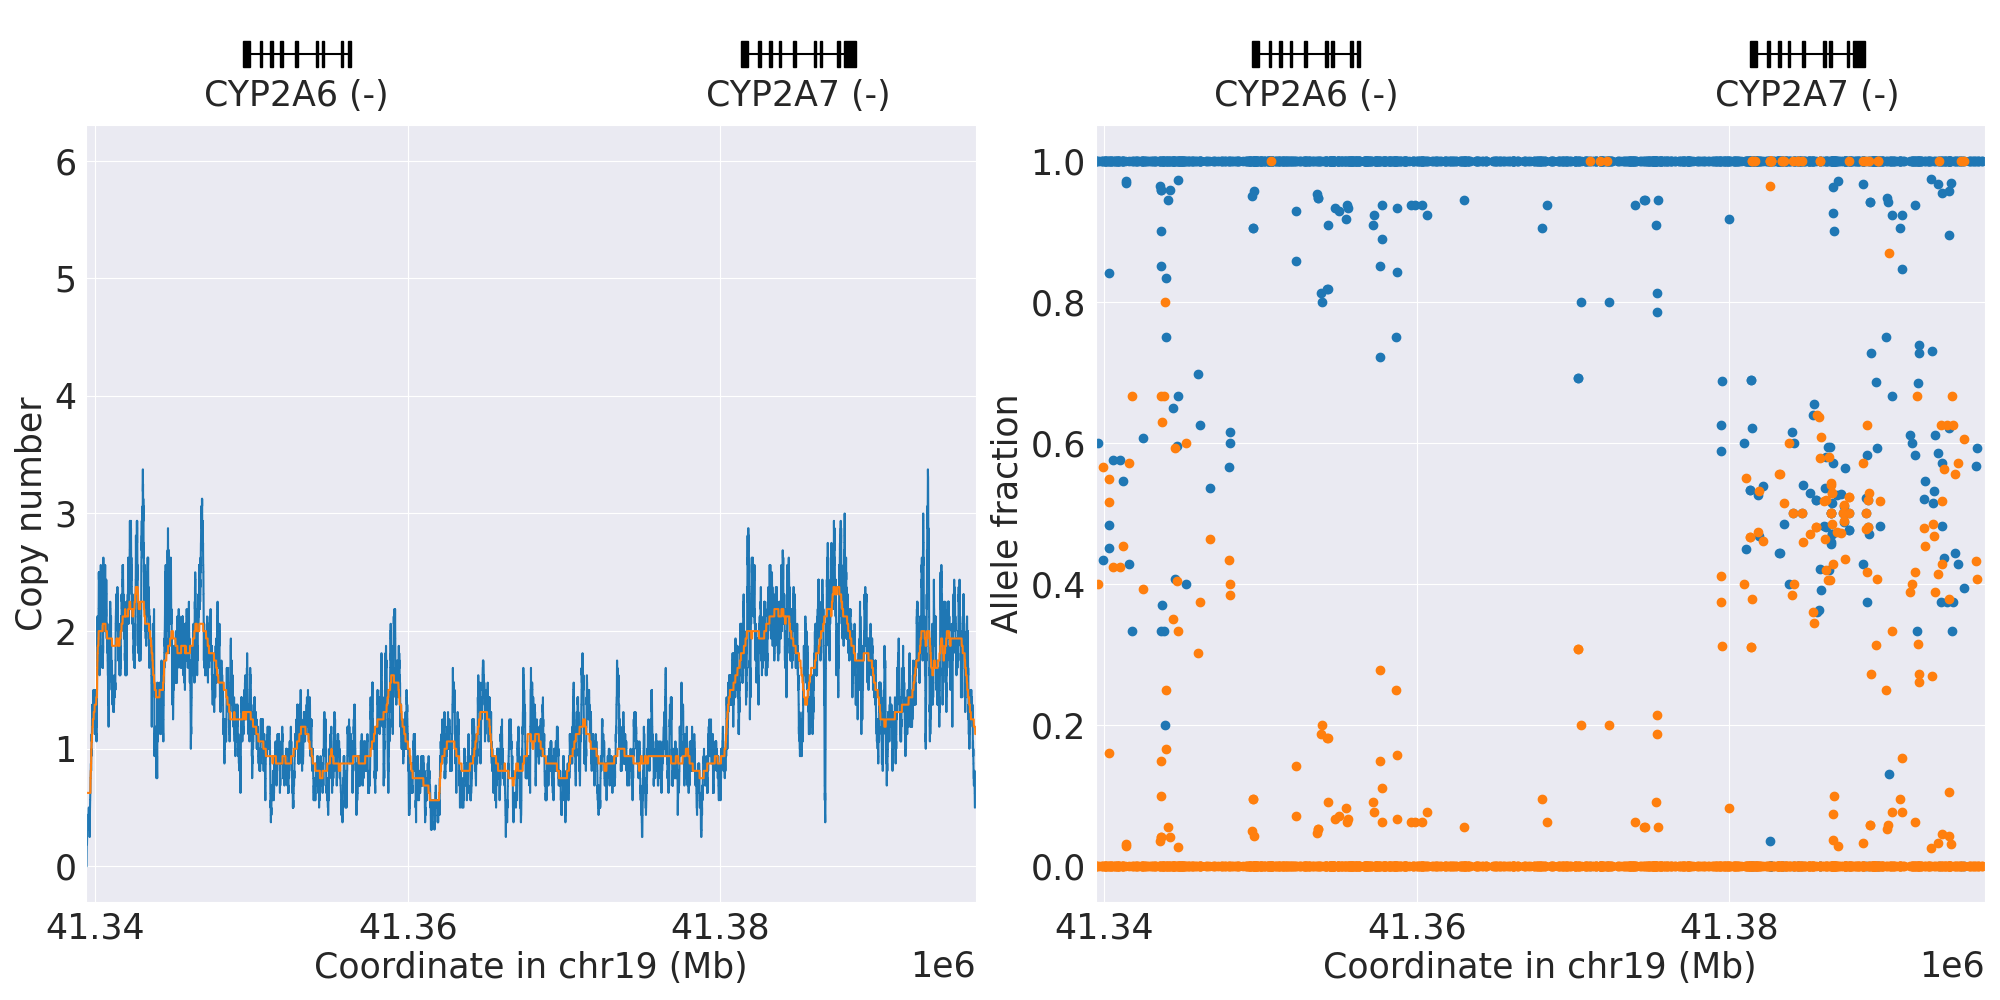 CYP2A6 (-) CYP2A7 (-)
CYP2A6 (-) CYP2A7 (-)
Copy number
6
5
4
3
2
1
0
41.34 41.36 41.38
Coordinate in chr19 (Mb) 1e6
Allele fraction
1.0
0.8
0.6
0.4
0.2
0.0
41.34 41.36 41.38
Coordinate in chr19 (Mb) 1e6